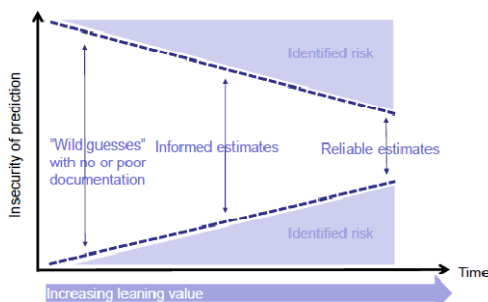 Insecurity of prediction
Identified risk
"Wild guesses"
with no or poor
documentation
Informed estimates
Reliable estimates
Identified risk
Time
Increasing leaning value